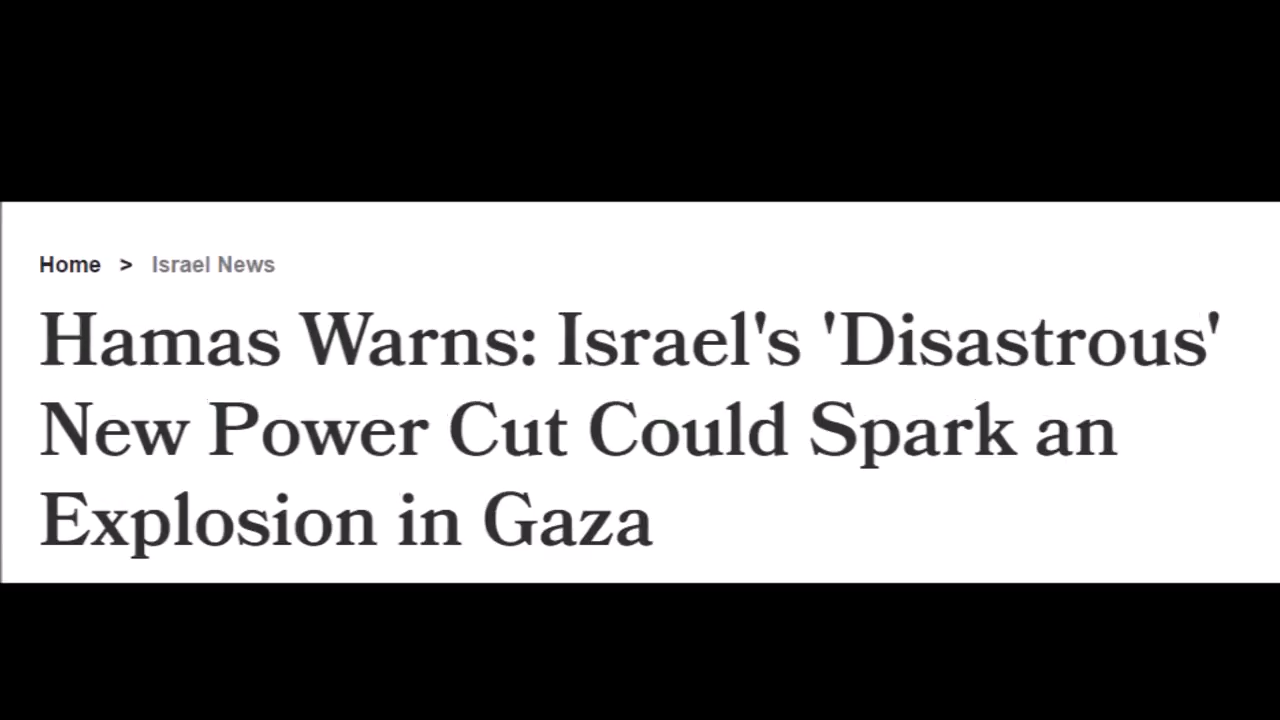 Home > Israel News
Hamas Warns: Israel's 'Disastrous'
New Power Cut Could Spark an
Explosion in Gaza